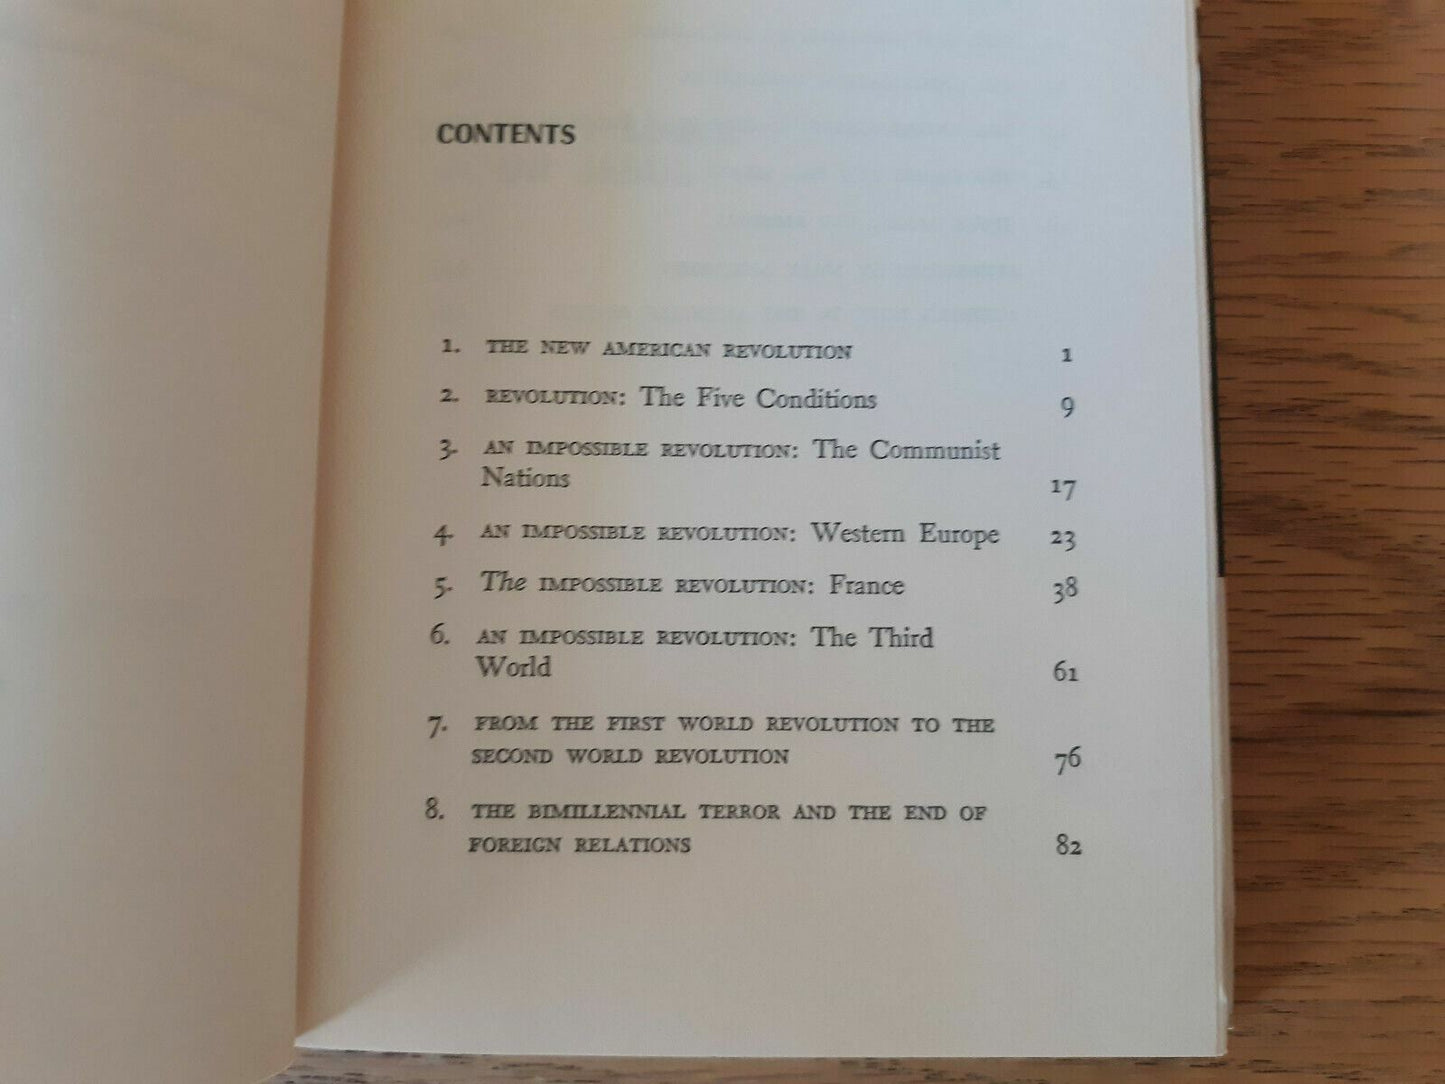 CONTENTS
1. THE NEW AMERICAN REVOLUTION 1
2. REVOLUTION: The Five Conditions 9
3. AN IMPOSSIBLE REVOLUTION: The Communist
Nations 17
4. AN IMPOSSIBLE REVOLUTION: Western Europe 23
5. The IMPOSSIBLE REVOLUTION: France 38
6. AN IMPOSSIBLE REVOLUTION: The Third
World 61
7. FROM THE FIRST WORLD REVOLUTION TO THE
SECOND WORLD REVOLUTION 76
8. THE BIMILLENNIAL TERROR AND THE END OF
FOREIGN RELATIONS 82